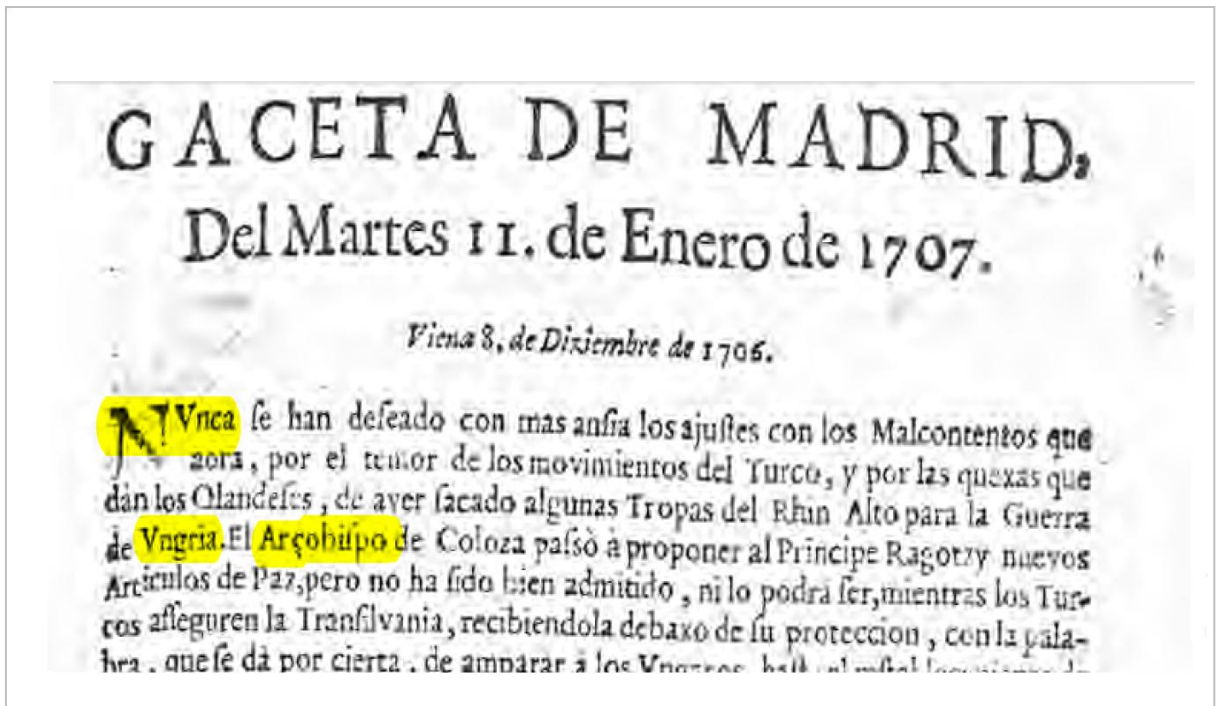 GACETA DE MADRID,
Del Martes 11. de Enero de 1707.
Viena 8. de Diziembre de 1706.
NVnca ſe han deſeado con mas anſia los ajuſtes con los Malcontentos que
aora, por el temor de los movimientos del Turco, y por las quexas que
dàn los Olandeſes, de aver ſacado algunas Tropas del Rhin Alto para la Guerra
de Vngria. El Arçobiſpo de Coloza paſsò à proponer al Principe Ragotzy nuevos
Articulos de Paz, pero no ha ſido bien admitido, ni lo podrà ſer, mientras los Tur-
cos aſſeguren la Tranſilvania, recibiendola debaxo de ſu proteccion, con la pala-
bra, que ſe dà por cierta, de amparar à los Vngaros